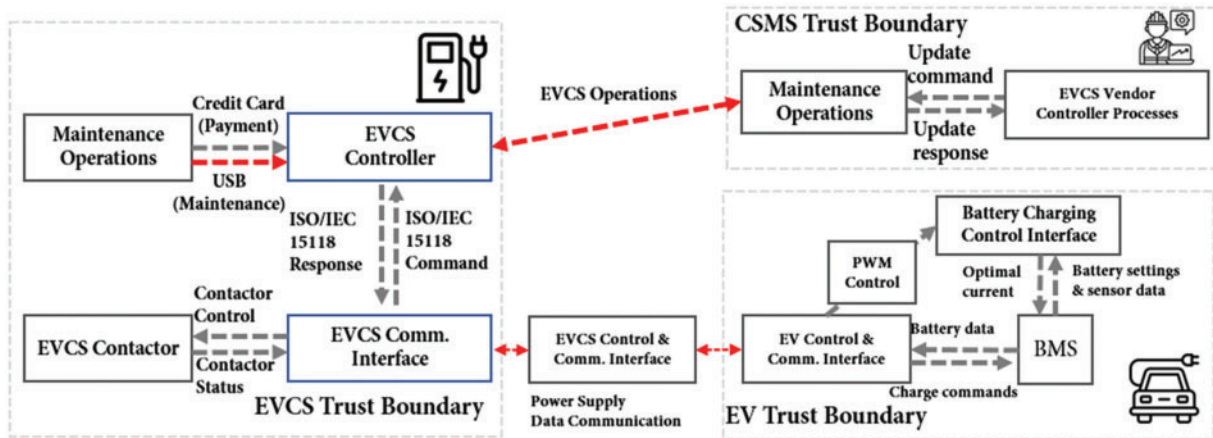 Credit Card
(Payment)
Maintenance
Operations
USB
(Maintenance)
EVCS
Controller
ISO/IEC
15118
Response
ISO/IEC
15118
Command
Contactor
Control
EVCS Contactor
Contactor
Status
EVCS Comm.
Interface
EVCS Trust Boundary
EVCS Operations
CSMS Trust Boundary
Maintenance
Operations
Update
command
Update
response
EVCS Vendor
Controller Processes
EVCS Control &
Comm. Interface
Power Supply
Data Communication
Battery Charging
Control Interface
PWM
Control
Optimal
current
Battery settings
& sensor data
EV Control &
Comm. Interface
Battery data
Charge commands
BMS
EV Trust Boundary